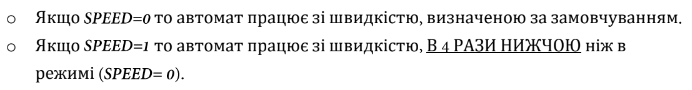 ○ Якщо SPEED=0 то автомат працює зі швидкістю, визначеною за замовчуванням.
○ Якщо SPEED=1 то автомат працює зі швидкістю, В 4 РАЗИ НИЖЧОЮ ніж в
режимі (SPEED= 0).